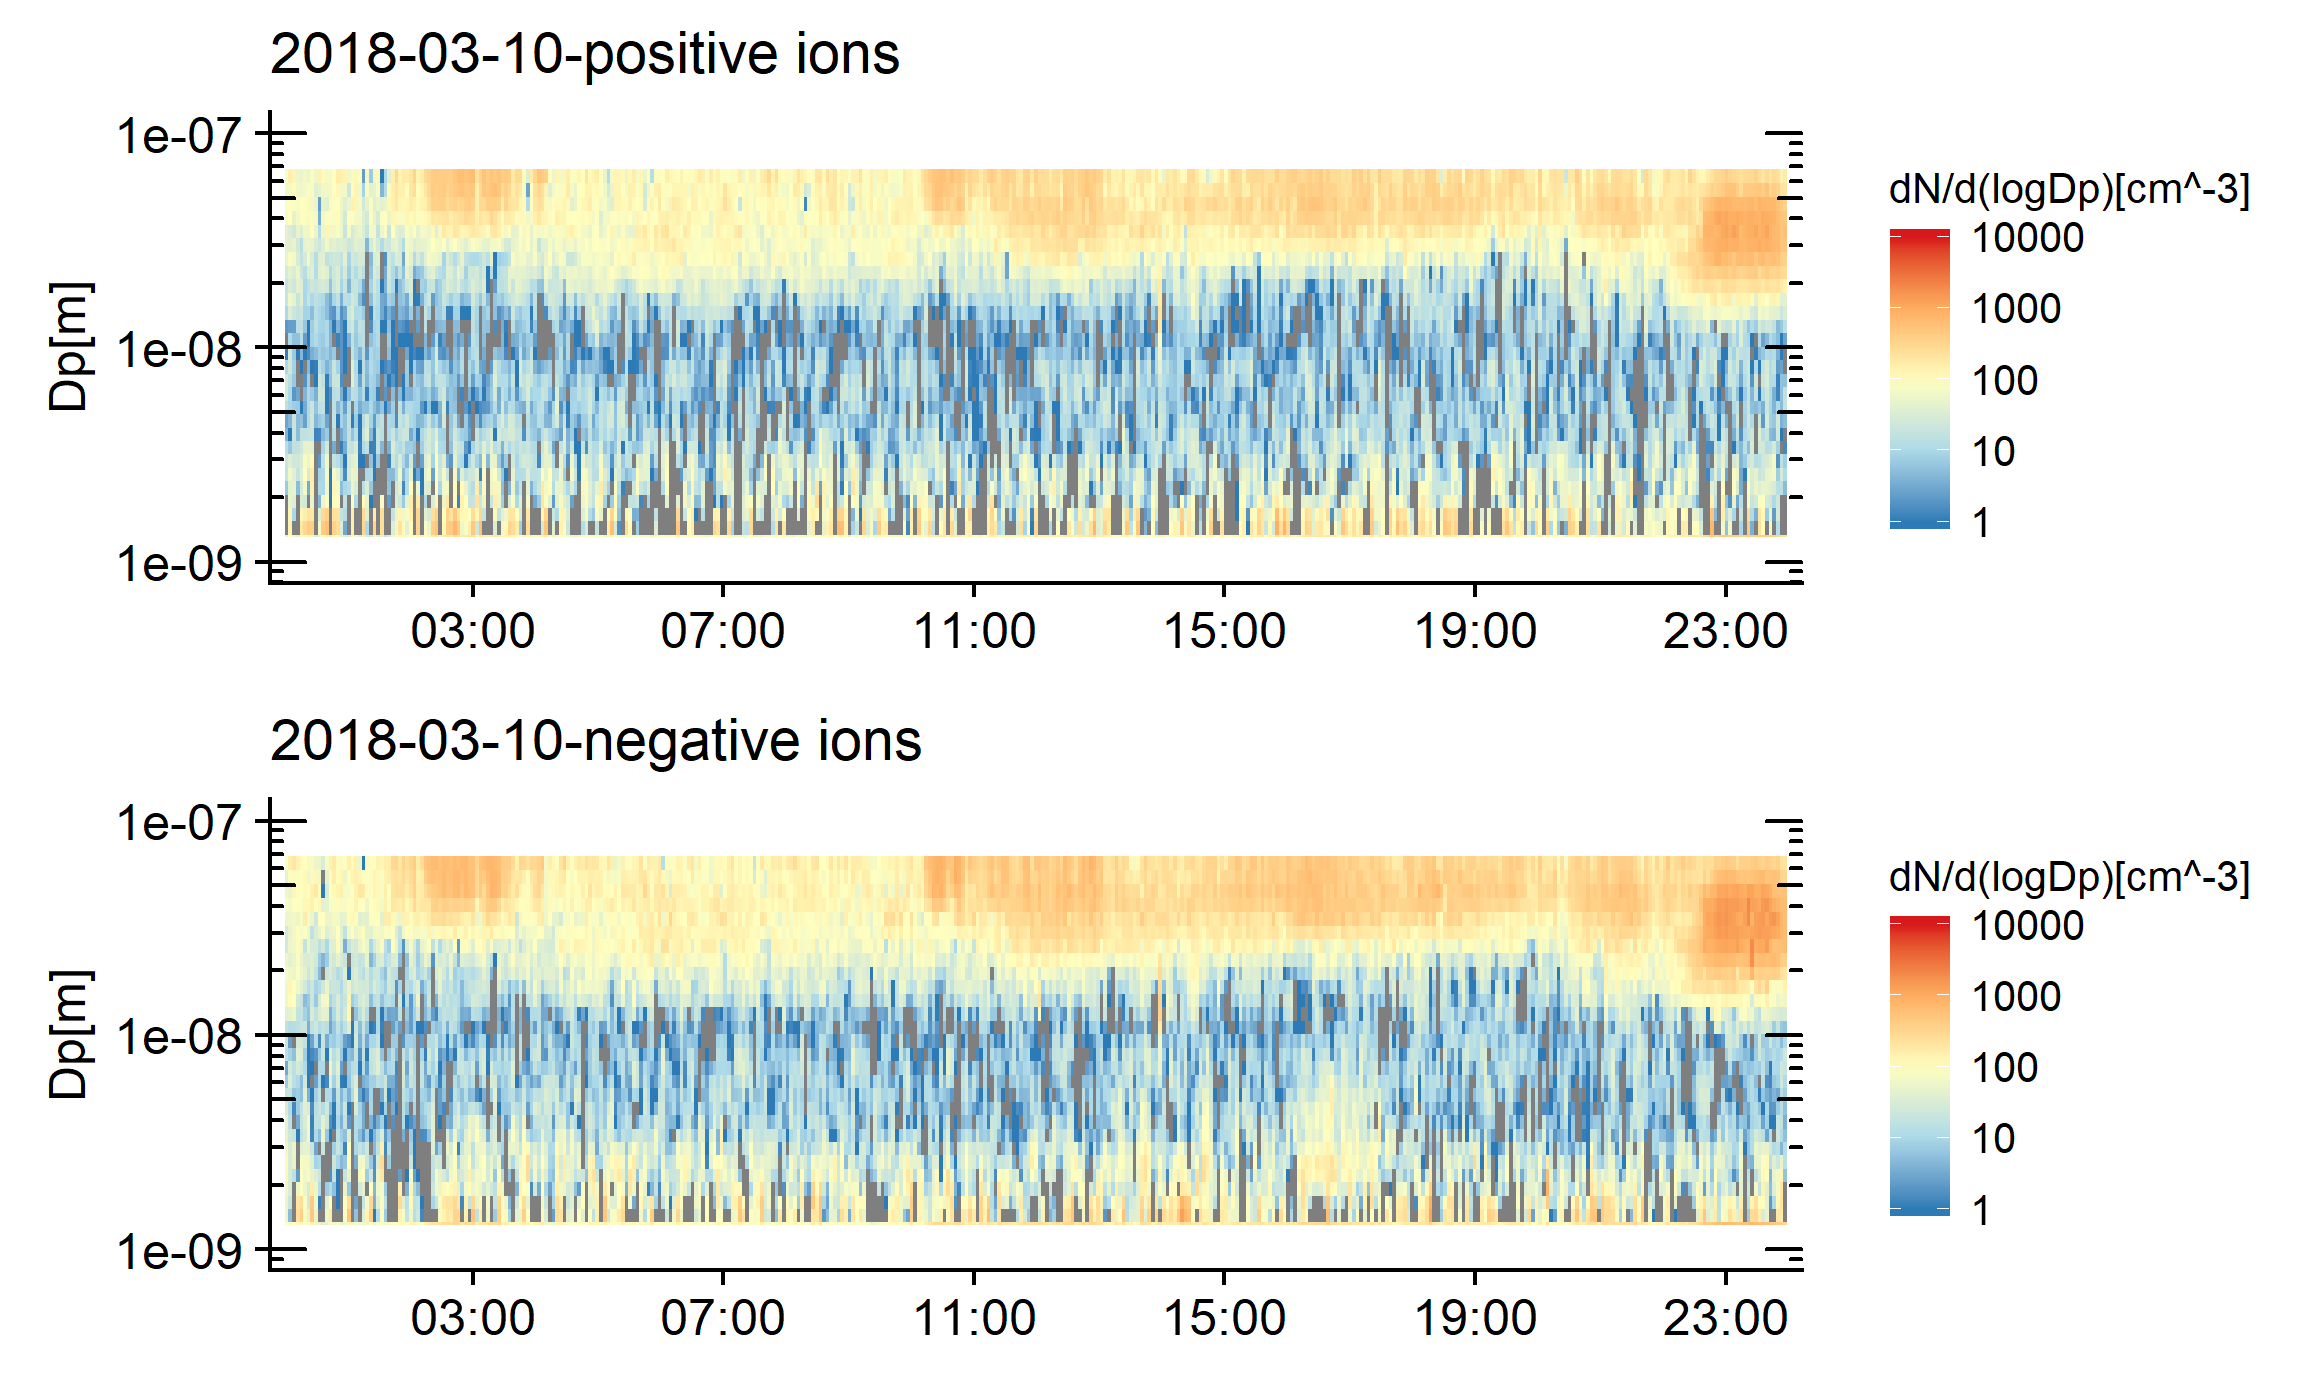 2018-03-10-positive ions
1e-07
1e-08
1e-09
Dp[m]
03:00 07:00 11:00 15:00 19:00 23:00
dN/d(logDp)[cm^-3]
10000
1000
100
10
1
2018-03-10-negative ions
1e-07
1e-08
1e-09
Dp[m]
03:00 07:00 11:00 15:00 19:00 23:00
dN/d(logDp)[cm^-3]
10000
1000
100
10
1